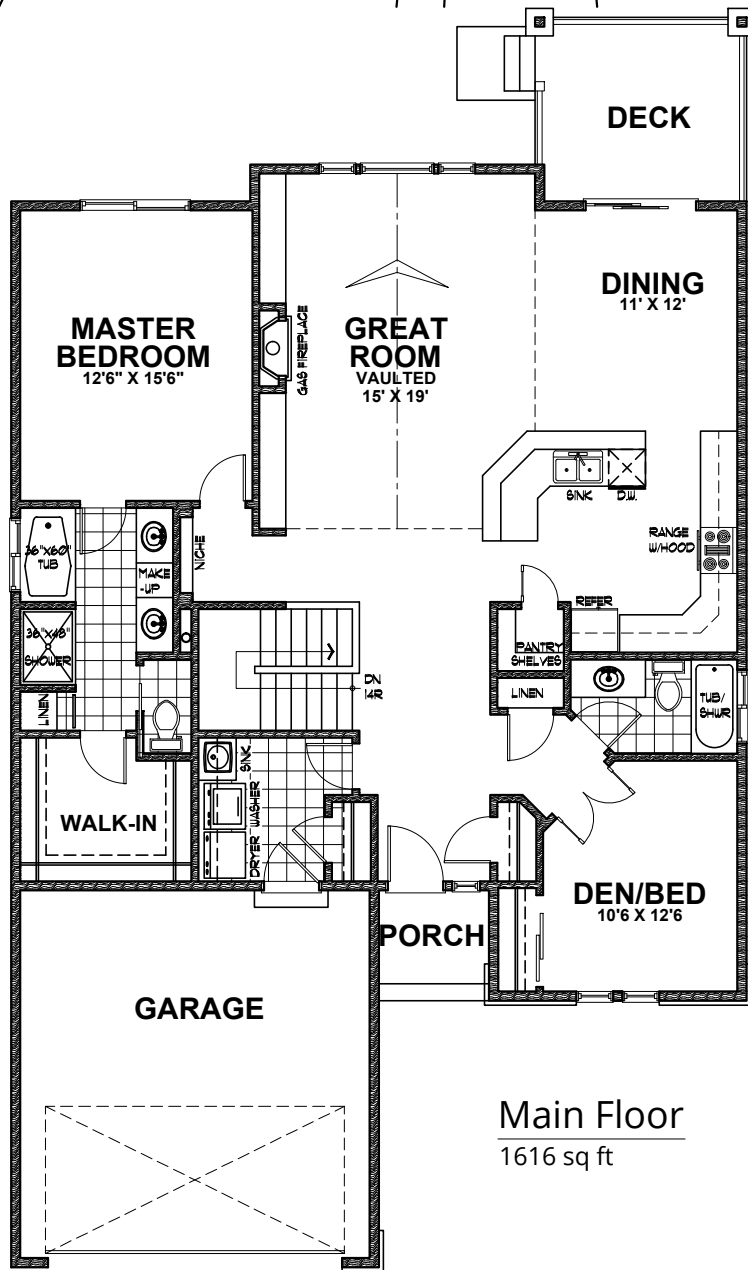 DECK
DINING
11' X 12'
MASTER
BEDROOM
12'6" X 15'6"
GAS FIREPLACE
GREAT
ROOM
VAULTED
15' X 19'
SINK
D.W.
RANGE
W/HOOD
NICHE
36"x60"
TUB
MAKE
-UP
REFER
36"x48"
SHOWER
PANTRY
SHELVES
DN
14R
LINEN
LINEN
TUB/
SHWR
SINK
WASHER
DRYER
WALK-IN
DEN/BED
10'6 X 12'6
PORCH
GARAGE
Main Floor
1616 sq ft